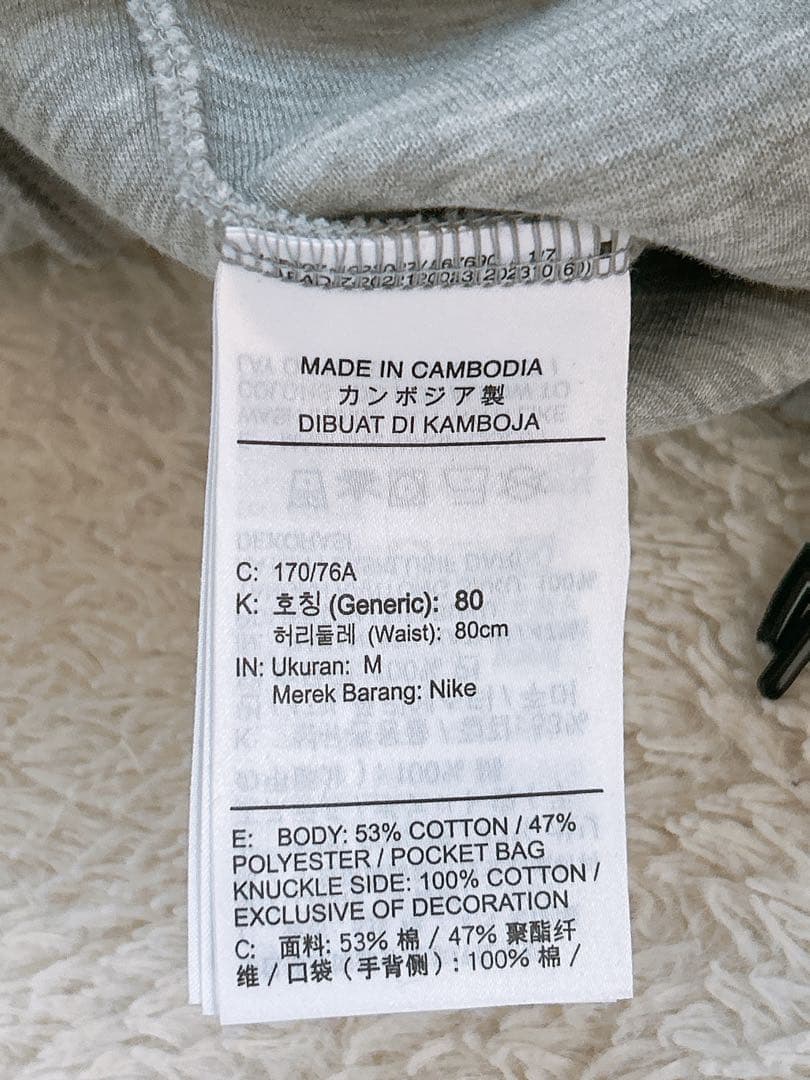 MADE IN CAMBODIA
カンボジア製
DIBUAT DI KAMBOJA
C: 170/76A
K: 호칭 (Generic): 80
허리둘레 (Waist): 80cm
IN: Ukuran: M
Merek Barang: Nike
E: BODY: 53% COTTON / 47%
POLYESTER / POCKET BAG
KNUCKLE SIDE: 100% COTTON /
EXCLUSIVE OF DECORATION
C: 面料: 53% 棉 / 47% 聚酯纤
维 / 口袋 (手背侧) : 100% 棉 /